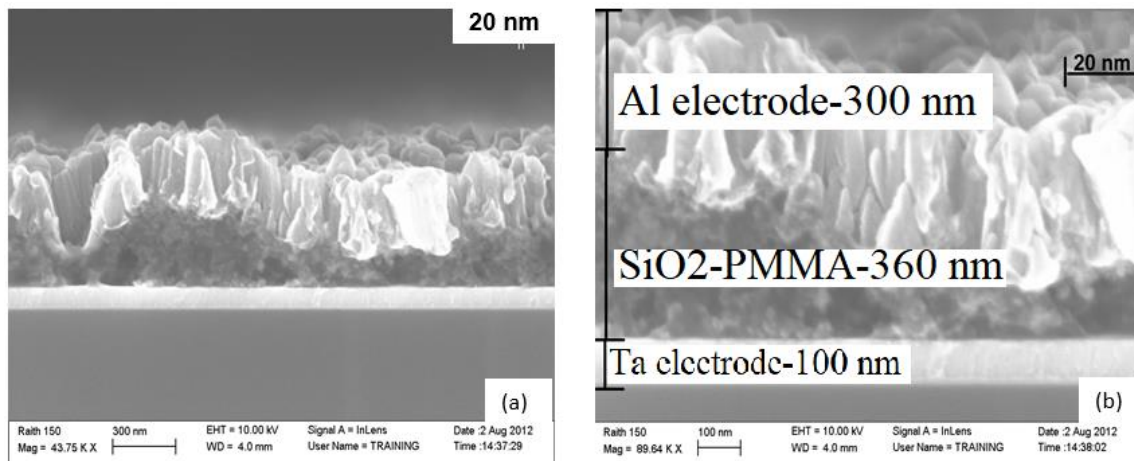 20 nm
(a)
Raith 150
Mag = 43.75 K X
300 nm
EHT = 10.00 kV
WD = 4.0 mm
Signal A = InLens
User Name = TRAINING
Date :2 Aug 2012
Time :14:37:29
20 nm
Al electrode-300 nm
SiO2-PMMA-360 nm
Ta electrode-100 nm
(b)
Raith 150
Mag = 89.64 K X
100 nm
EHT = 10.00 kV
WD = 4.0 mm
Signal A = InLens
User Name = TRAINING
Date :2 Aug 2012
Time :14:38:02